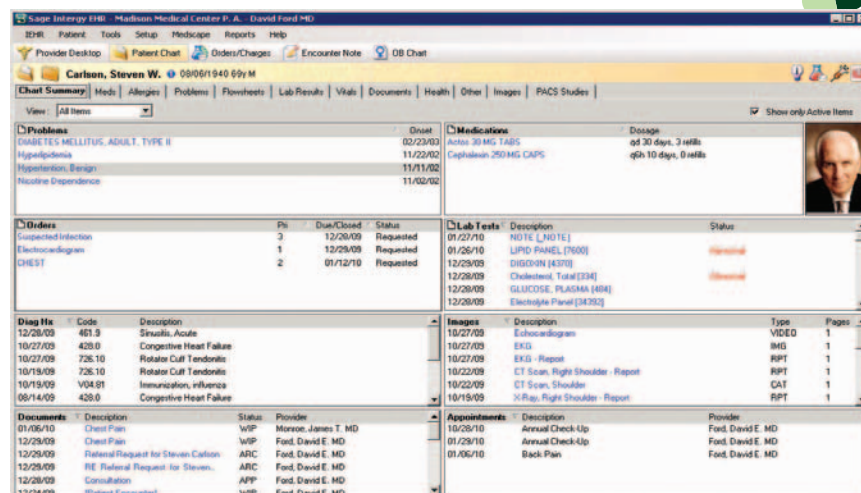 Sage Intergy EHR - Madison Medical Center P. A. - David Ford MD
IEHR Patient Tools Setup Medscape Reports Help
Provider Desktop Patient Chart Orders/Charges Encounter Note OB Chart
Carlson, Steven W. 08/06/1940 69y M
Chart Summary Meds Allergies Problems Flowsheets Lab Results Vitals Documents Health Other Images PACS Studies
View: All Items Show only Active Items
Problems Onset
DIABETES MELLITUS, ADULT, TYPE II 02/23/03
Hyperlipidemia 11/22/02
Hypertention, Benign 11/11/02
Nicotine Dependence 11/02/02
Medications Dosage
Actos 30 MG TABS qd 30 days, 3 refills
Cephalexin 250 MG CAPS q6h 10 days, 0 refills
Orders Pri Due/Closed Status
Suspected Infection 3 12/28/09 Requested
Electrocardiogram 1 12/29/09 Requested
CHEST 2 01/12/10 Requested
Lab Tests Description Status
01/27/10 NOTE [_NOTE]
01/26/10 LIPID PANEL [7600]
12/29/09 DIGOXIN [4370]
12/28/09 Cholesterol, Total [334]
12/28/09 GLUCOSE, PLASMA [484]
12/28/09 Electrolyte Panel [34392]
Diag Hx Code Description
12/28/09 461.9 Sinusitis, Acute
10/27/09 428.0 Congestive Heart Failure
10/27/09 726.10 Rotator Cuff Tendonitis
10/19/09 726.10 Rotator Cuff Tendonitis
10/19/09 V04.81 Immunization, influenza
08/14/09 428.0 Congestive Heart Failure
Images Description Type Pages
10/27/09 Echocardiogram VIDEO 1
10/27/09 EKG IMG 1
10/27/09 EKG - Report RPT 1
10/22/09 CT Scan, Right Shoulder - Report RPT 1
10/22/09 CT Scan, Shoulder CAT 1
10/19/09 X-Ray, Right Shoulder - Report RPT 1
Documents Description Status Provider
01/06/10 Chest Pain WIP Monroe, James T. MD
12/29/09 Chest Pain WIP Ford, David E. MD
12/29/09 Referral Request for Steven Carlson ARC Ford, David E. MD
12/29/09 RE Referral Request for Steven.. ARC Ford, David E. MD
12/28/09 Consultation APP Ford, David E. MD
12/24/09 [Patient Encounter] WIP Ford, David E. MD
Appointments Description Provider
10/28/10 Annual Check-Up Ford, David E. MD
01/29/10 Annual Check-Up Ford, David E. MD
01/06/10 Back Pain Ford, David E. MD